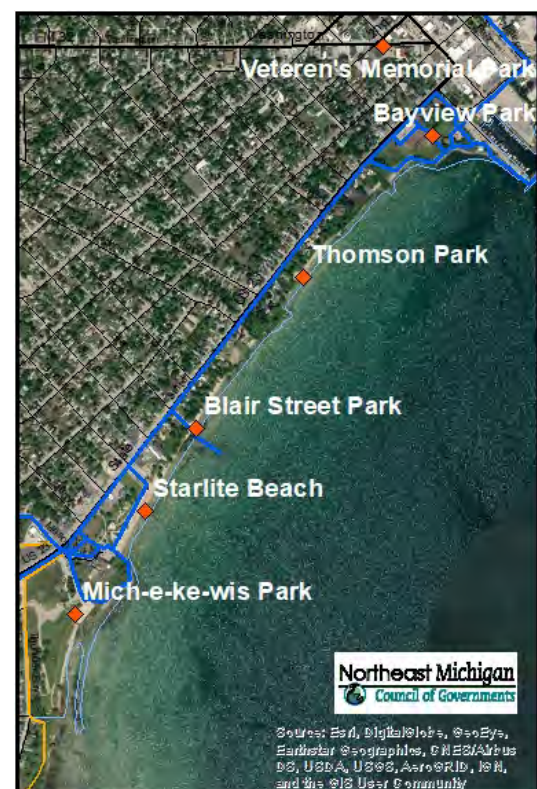 Washington
Veteren's Memorial Park
Bayview Park
Thomson Park
Blair Street Park
Starlite Beach
Mich-e-ke-wis Park
Northeast Michigan
Council of Governments
Source: Esri, DigitalGlobe, GeoEye,
Earthstar Geographics, CNES/Airbus
DS, USDA, USGS, AeroGRID, IGN,
and the GIS User Community